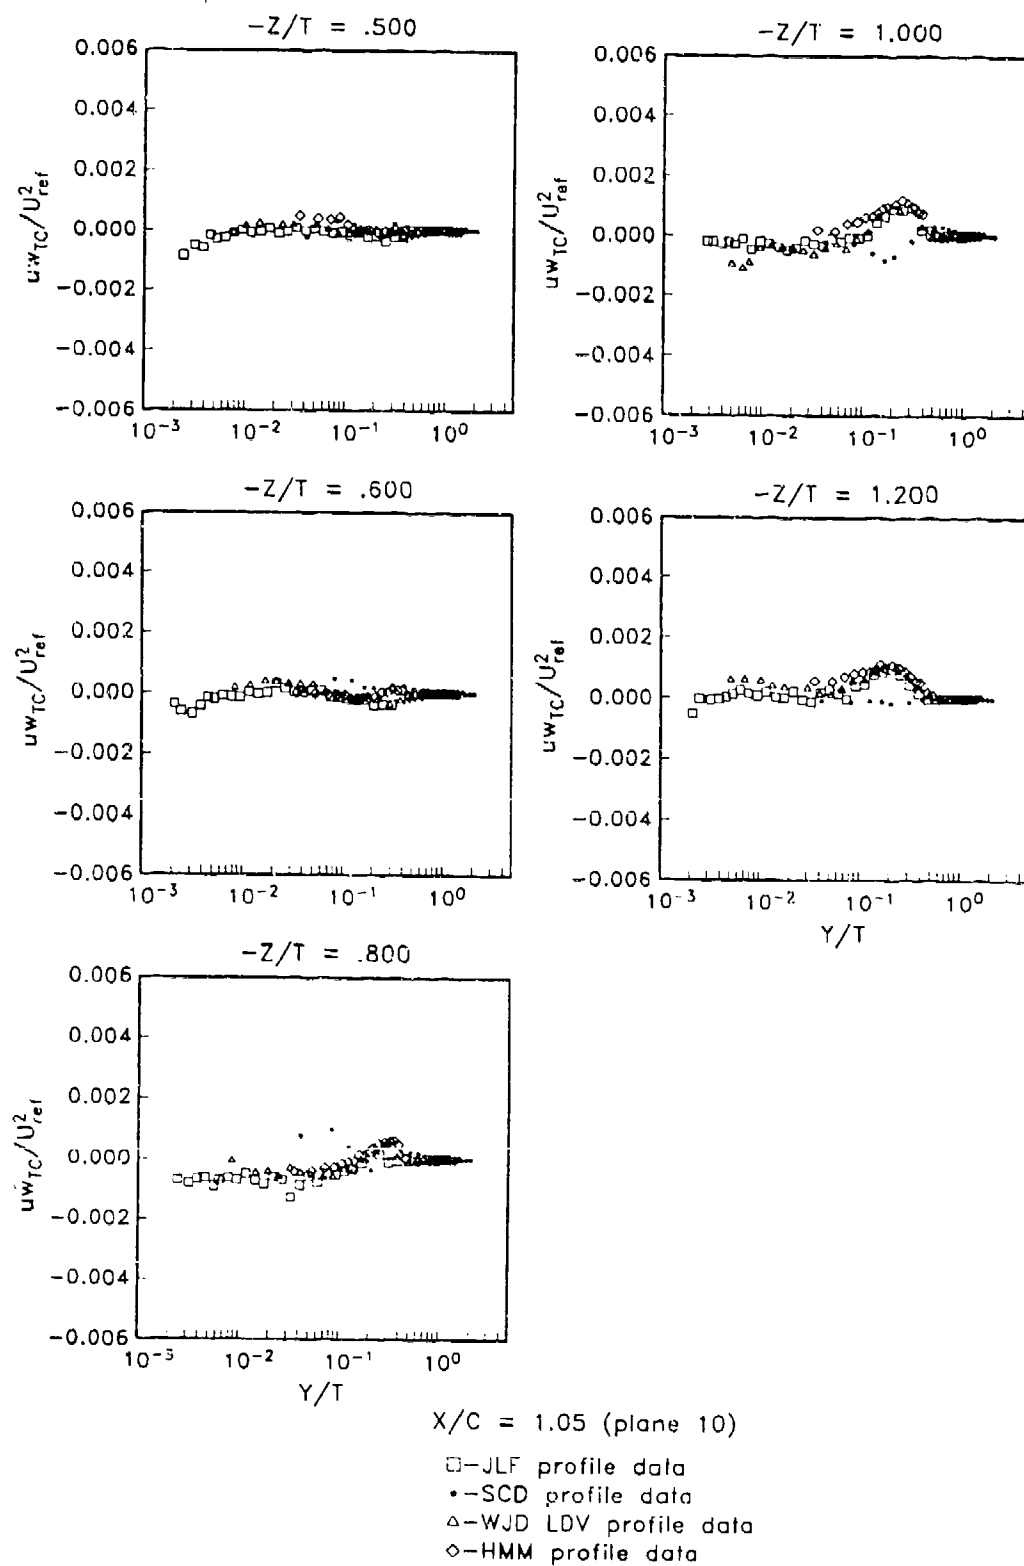 -Z/T = .500
0.006
0.004
0.002
0.000
-0.002
-0.004
-0.006
uw_TC/U²_ref
10⁻³ 10⁻² 10⁻¹ 10⁰
-Z/T = .600
0.006
0.004
0.002
0.000
-0.002
-0.004
-0.006
uw_TC/U²_ref
10⁻³ 10⁻² 10⁻¹ 10⁰
-Z/T = .800
0.006
0.004
0.002
0.000
-0.002
-0.004
-0.006
uw_TC/U²_ref
10⁻³ 10⁻² 10⁻¹ 10⁰
Y/T
-Z/T = 1.000
0.006
0.004
0.002
0.000
-0.002
-0.004
-0.006
uw_TC/U²_ref
10⁻³ 10⁻² 10⁻¹ 10⁰
-Z/T = 1.200
0.006
0.004
0.002
0.000
-0.002
-0.004
-0.006
uw_TC/U²_ref
10⁻³ 10⁻² 10⁻¹ 10⁰
Y/T
X/C = 1.05 (plane 10)
□-JLF profile data
•-SCD profile data
△-WJD LDV profile data
◇-HMM profile data